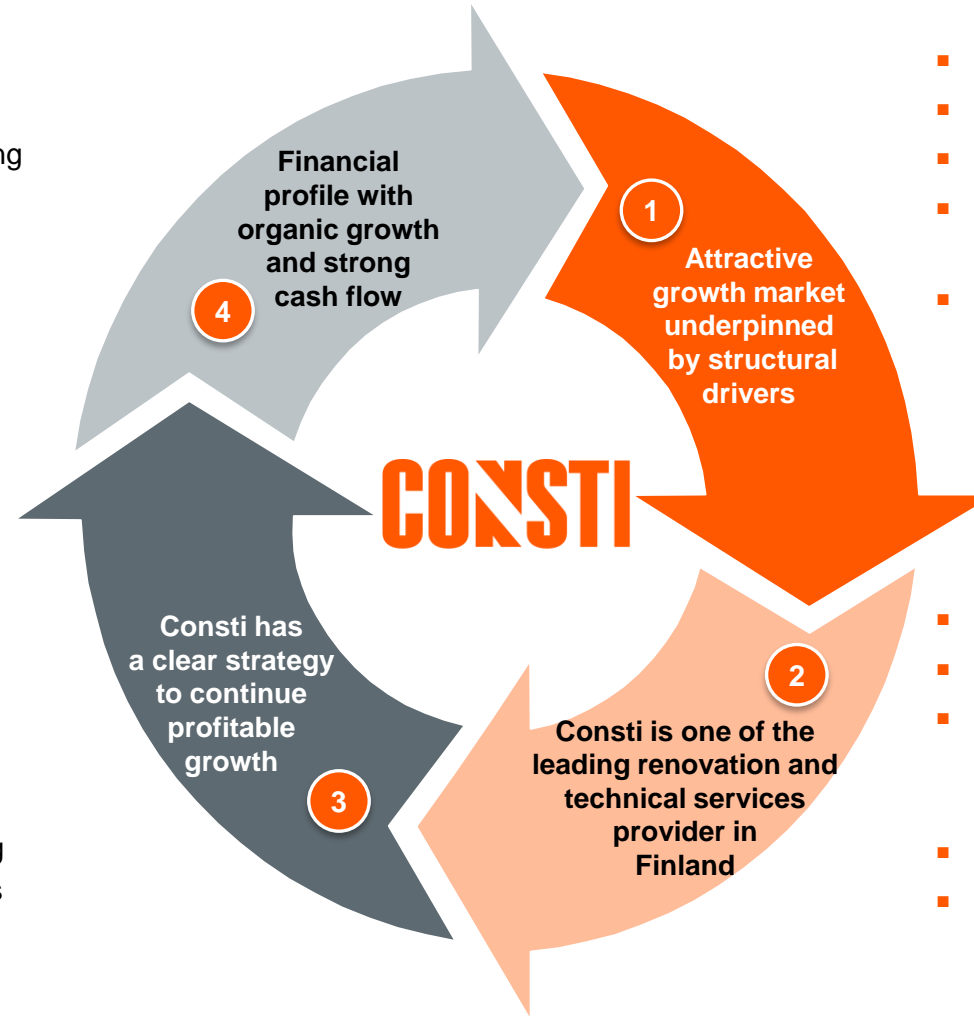 Financial
profile with
organic growth
and strong
cash flow
4
1
Attractive
growth market
underpinned
by structural
drivers
CONSTI
Consti has
a clear strategy
to continue
profitable
growth
3
2
Consti is one of the
leading renovation and
technical services
provider in
Finland